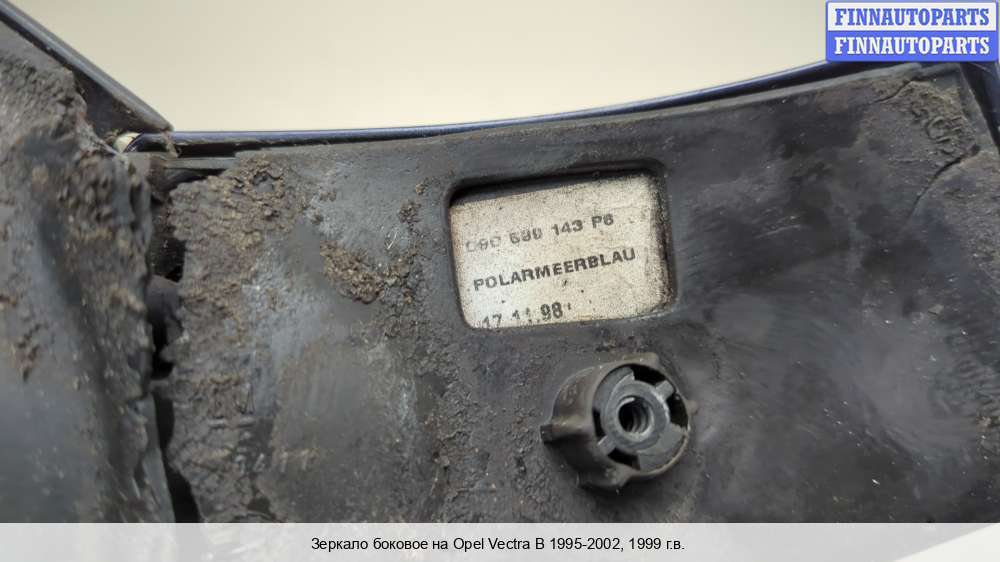 FINNAUTOPARTS
FINNAUTOPARTS
143 P6
POLARMEERBLAU
17.11.98
Зеркало боковое на Opel Vectra B 1995-2002, 1999 г.в.